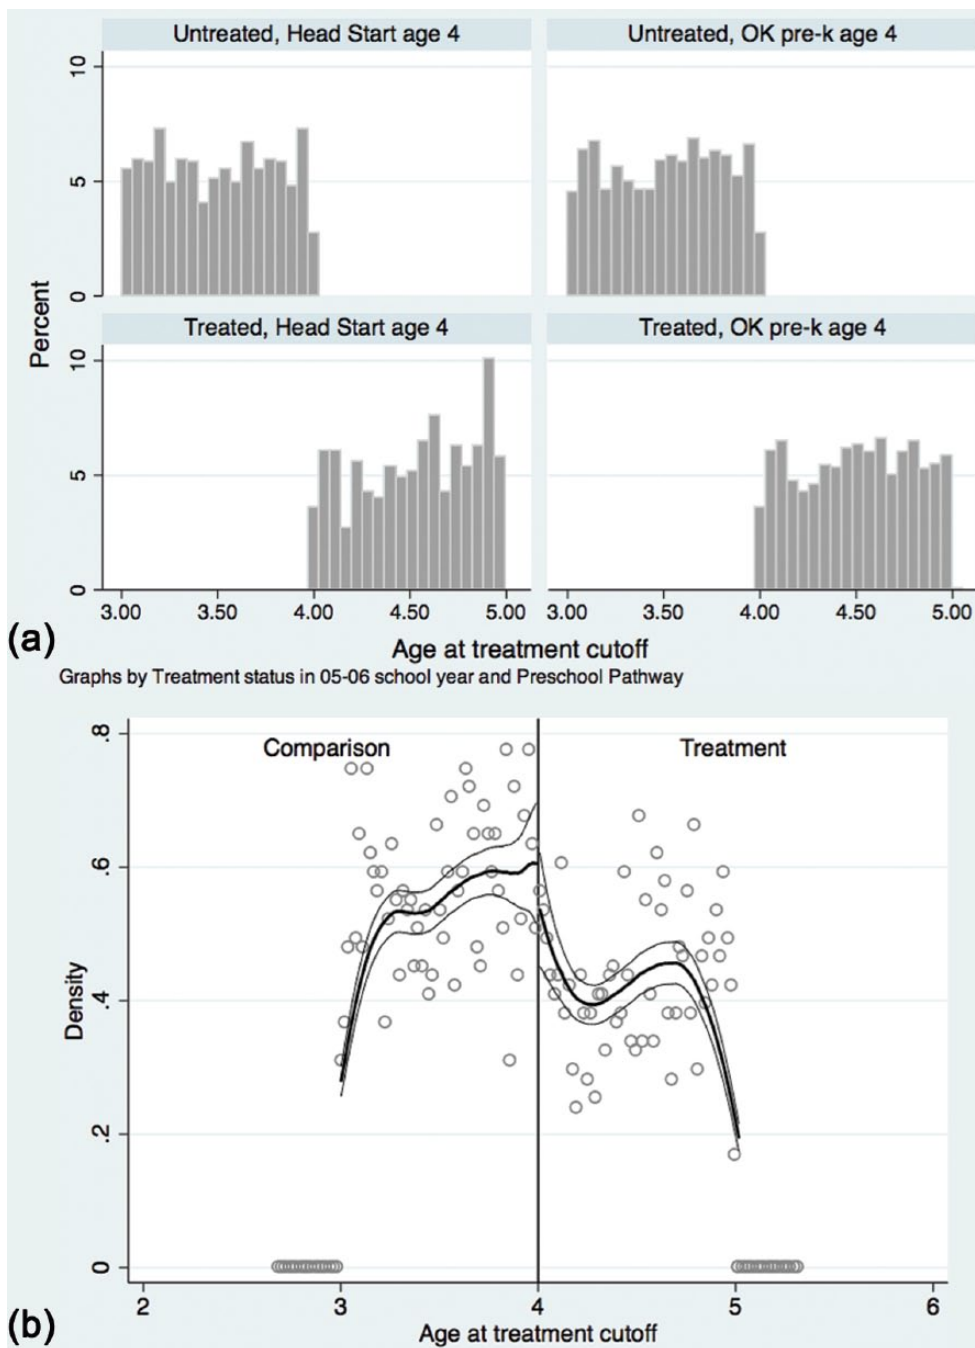 Untreated, Head Start age 4
Untreated, OK pre-k age 4
10
5
0
Percent
Treated, Head Start age 4
Treated, OK pre-k age 4
10
5
0
3.00 3.50 4.00 4.50 5.00
3.00 3.50 4.00 4.50 5.00
(a)
Age at treatment cutoff
Graphs by Treatment status in 05-06 school year and Preschool Pathway
Comparison
Treatment
.8
.6
.4
.2
0
Density
2 3 4 5 6
(b)
Age at treatment cutoff